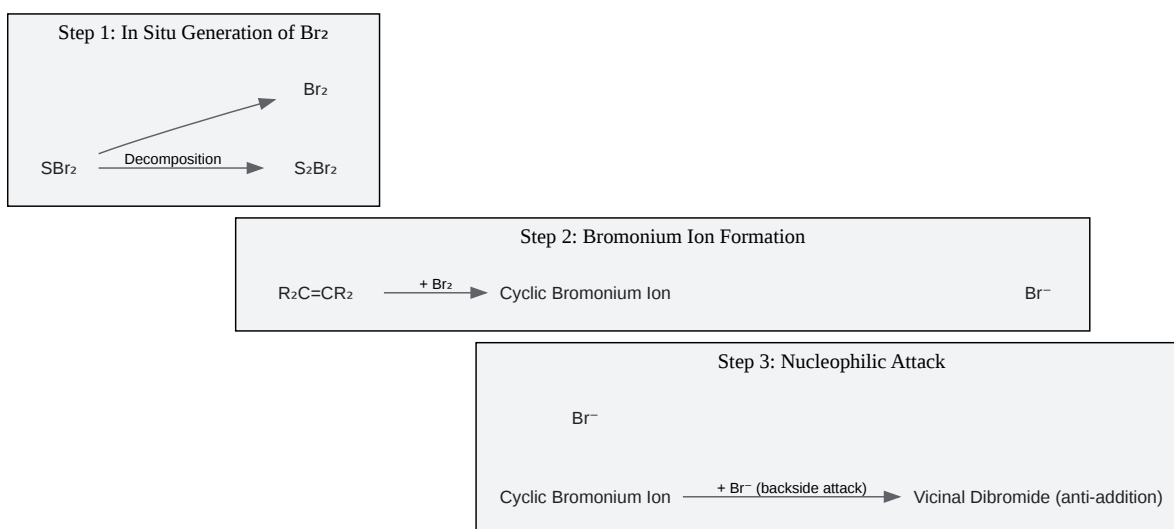 Step 1: In Situ Generation of Br₂
Br₂
SBr₂
Decomposition
S₂Br₂
Step 2: Bromonium Ion Formation
R₂C=CR₂
+ Br₂
Cyclic Bromonium Ion
Br⁻
Step 3: Nucleophilic Attack
Br⁻
Cyclic Bromonium Ion
+ Br⁻ (backside attack)
Vicinal Dibromide (anti-addition)